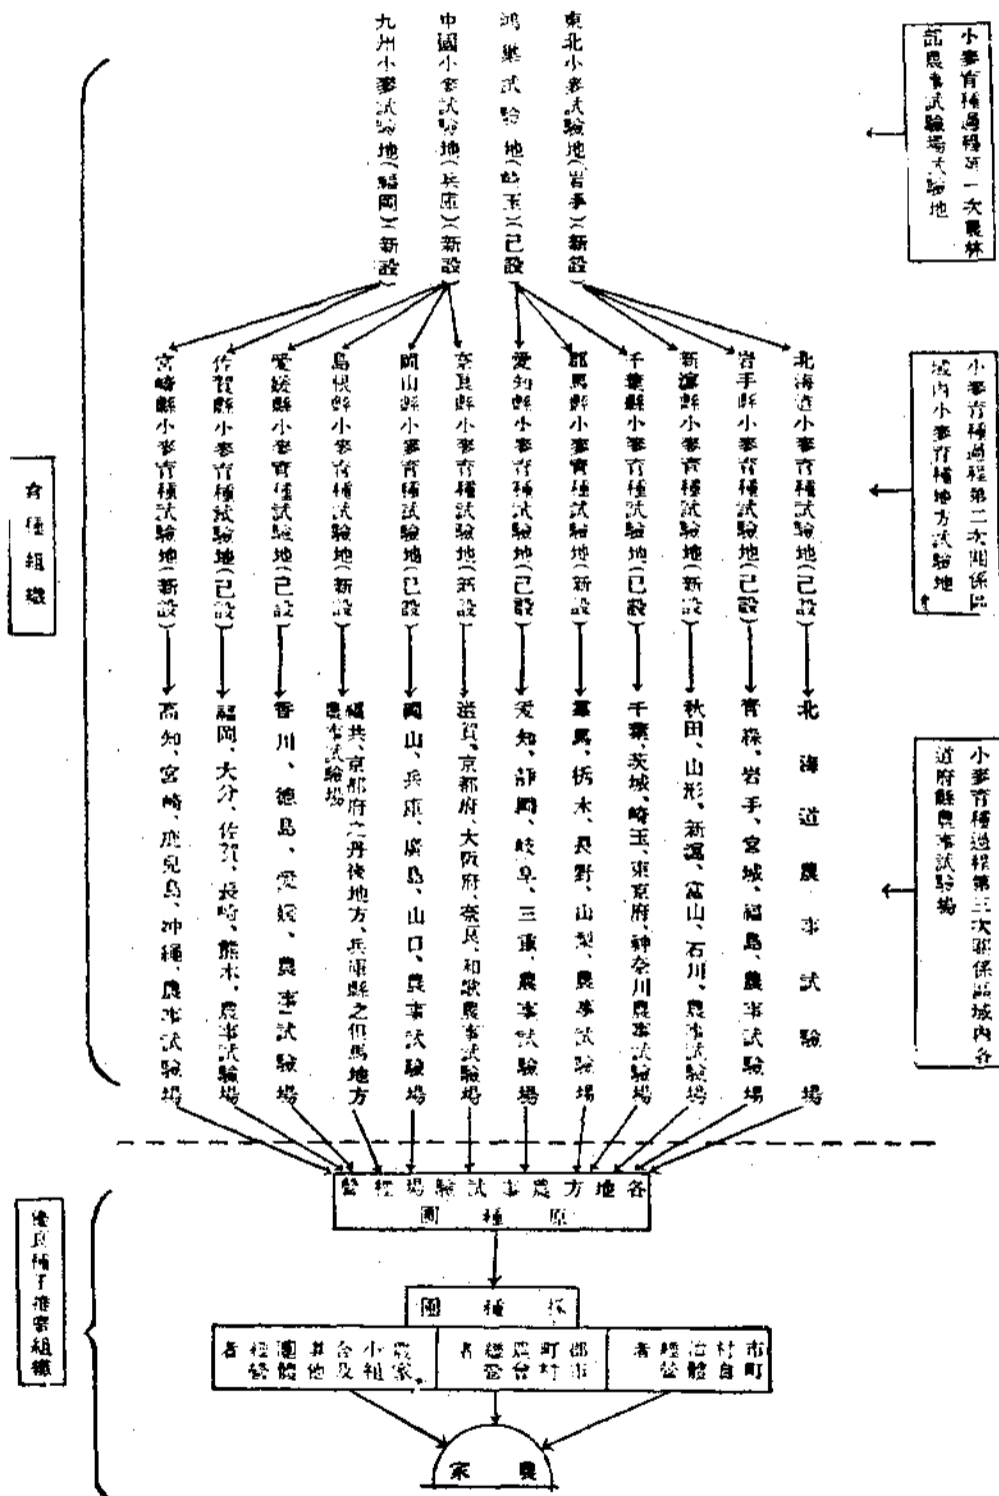 小麥育種過程第一次農林
部農事試驗場試驗地
東北小麥試驗地(岩手)(新設)
鴻巢試驗地(崎玉)(已設)
中國小麥試驗地(兵庫)(新設)
九州小麥試驗地(福岡)(新設)
小麥育種過程第二次關係區
域內小麥育種地方試驗地
北海道小麥育種試驗地(已設)
岩手縣小麥育種試驗地(已設)
新瀉縣小麥育種試驗地(新設)
千葉縣小麥育種試驗地(已設)
郡馬縣小麥育種試驗地(新設)
愛知縣小麥育種試驗地(已設)
奈良縣小麥育種試驗地(新設)
岡山縣小麥育種試驗地(已設)
島根縣小麥育種試驗地(新設)
愛媛縣小麥育種試驗地(已設)
佐賀縣小麥育種試驗地(已設)
宮崎縣小麥育種試驗地(新設)
小麥育種過程第三次關係區域內各
道府縣農事試驗場
北海道農事試驗場
青森、岩手、宮城、福島、農事試驗場
秋田、山形、新瀉、富山、石川、農事試驗場
千葉、茨城、崎玉、東京府、神奈川農事試驗場
羣馬、栃木、長野、山梨、農事試驗場
愛知、靜岡、岐阜、三重、農事試驗場
滋賀、京都府、大阪府、奈良、和歌農事試驗場
岡山、兵庫、廣島、山口、農事試驗場
福共、京都府之丹後地方、兵庫縣之但馬地方
農事試驗場
香川、德島、愛媛、農事試驗場
福岡、大分、佐賀、長崎、熊本、農事試驗場
高知、宮崎、鹿兒島、沖繩、農事試驗場
育種組織
各地方農事試驗場經營
原種圃
採種圃
市町
村自
治體
經營
者
郡市
町村
農會
經營
者
農家
小組
合及
其他
團體
經營
者
農家
優良種子推廣組織